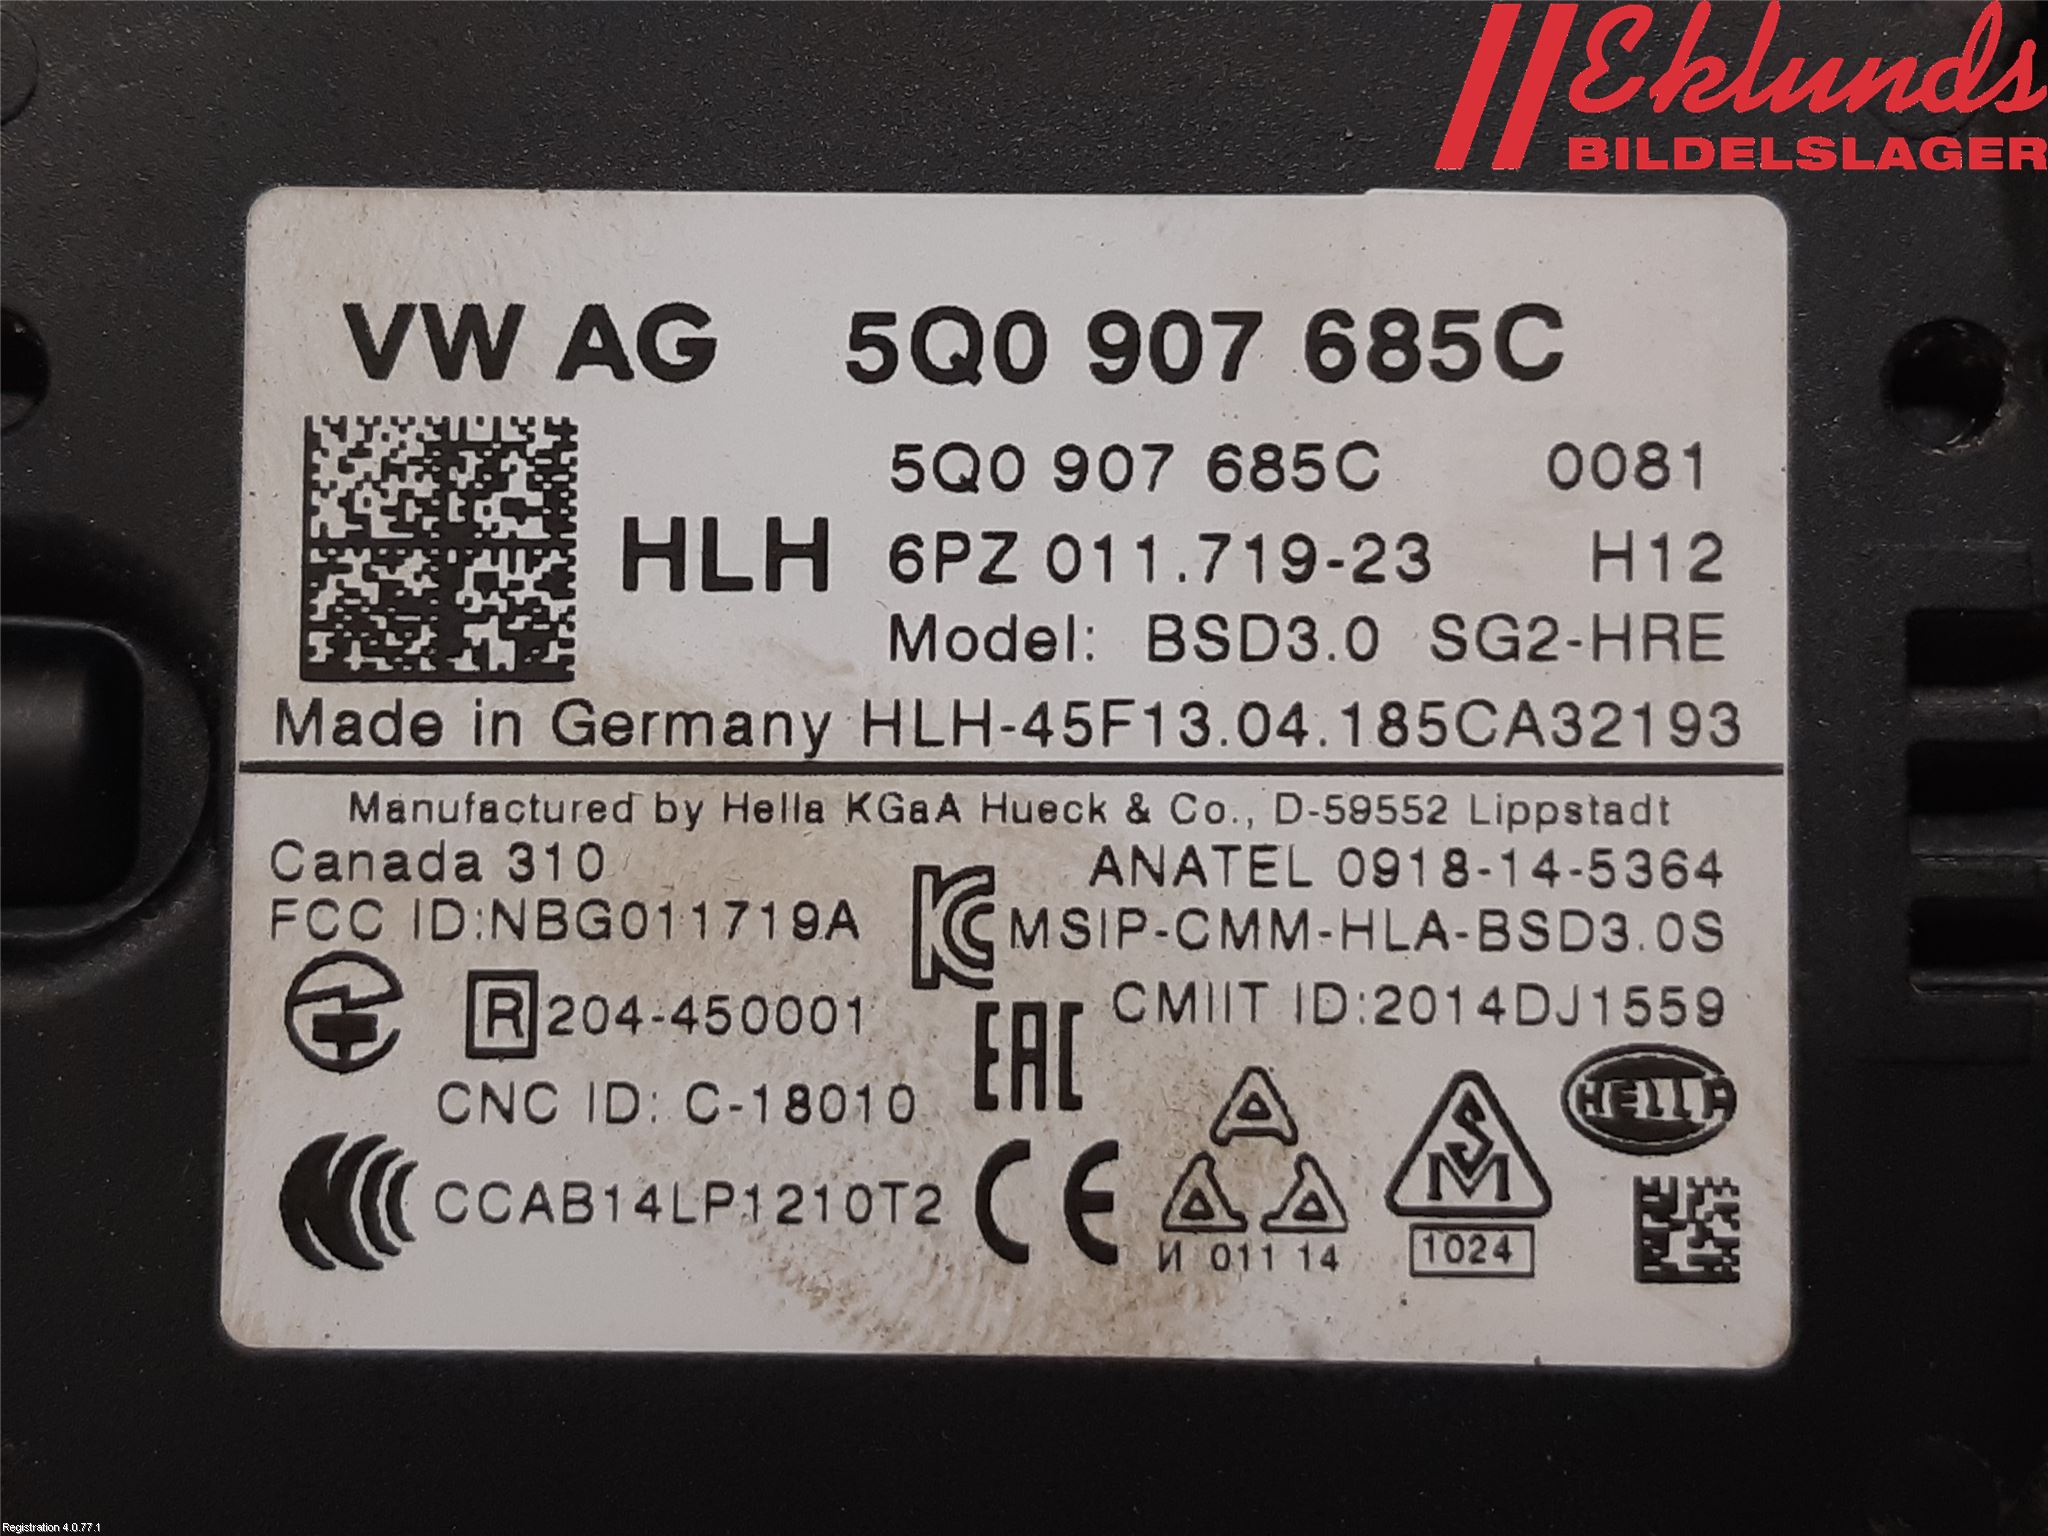 Eklunds
BILDELSLAGER
VW AG 5Q0 907 685C
5Q0 907 685C 0081
HLH 6PZ 011.719-23 H12
Model: BSD3.0 SG2-HRE
Made in Germany HLH-45F13.04.185CA32193
Manufactured by Hella KGaA Hueck & Co., D-59552 Lippstadt
Canada 310
ANATEL 0918-14-5364
FCC ID:NBG011719A
KC MSIP-CMM-HLA-BSD3.0S
R 204-450001
CMIIT ID:2014DJ1559
EAC
CNC ID: C-18010
HELLA
CCAB14LP1210T2
CE
И 011 14
SM
1024
Registration 4.0.77.1